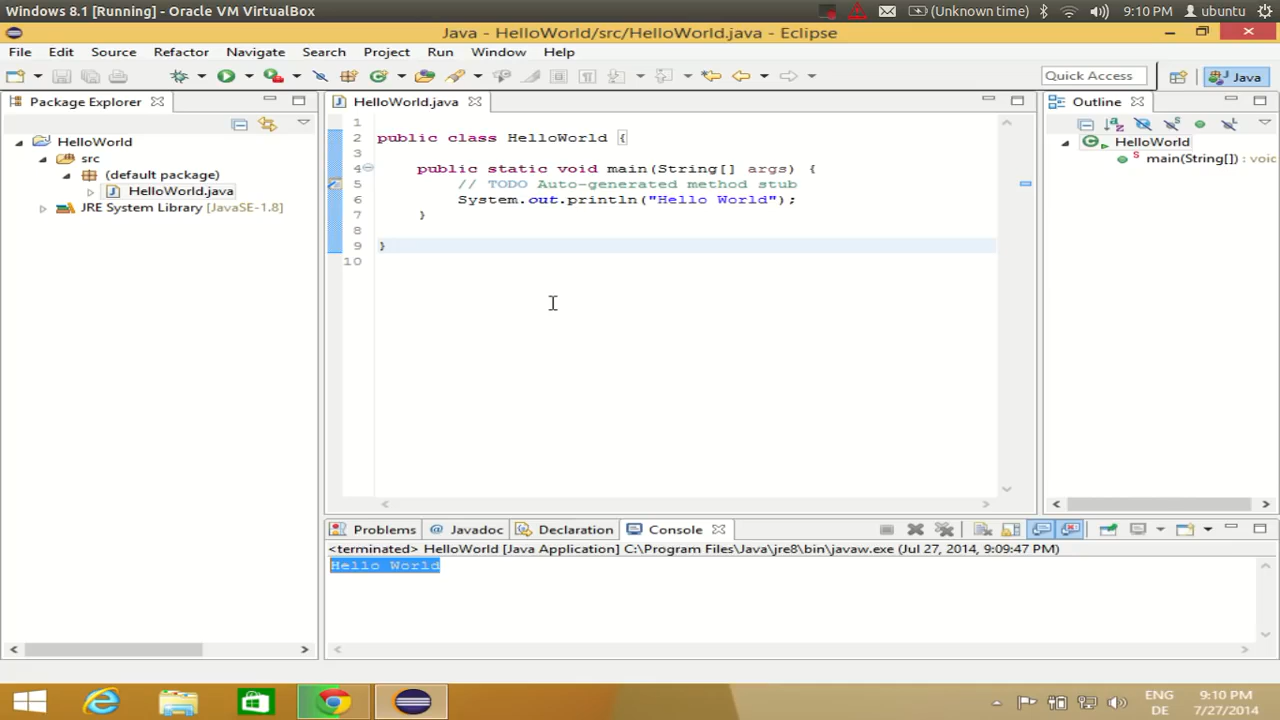 Windows 8.1 [Running] - Oracle VM VirtualBox
(Unknown time)
9:10 PM
ubuntu
Java - HelloWorld/src/HelloWorld.java - Eclipse
File Edit Source Refactor Navigate Search Project Run Window Help
Quick Access
Java
Package Explorer
HelloWorld
src
(default package)
HelloWorld.java
JRE System Library [JavaSE-1.8]
HelloWorld.java
1
2 public class HelloWorld {
3
4 public static void main(String[] args) {
5 // TODO Auto-generated method stub
6 System.out.println("Hello World");
7 }
8
9 }
10
Outline
HelloWorld
main(String[]) : voic
Problems @ Javadoc Declaration Console
<terminated> HelloWorld [Java Application] C:\Program Files\Java\jre8\bin\javaw.exe (Jul 27, 2014, 9:09:47 PM)
Hello World
ENG
DE
9:10 PM
7/27/2014